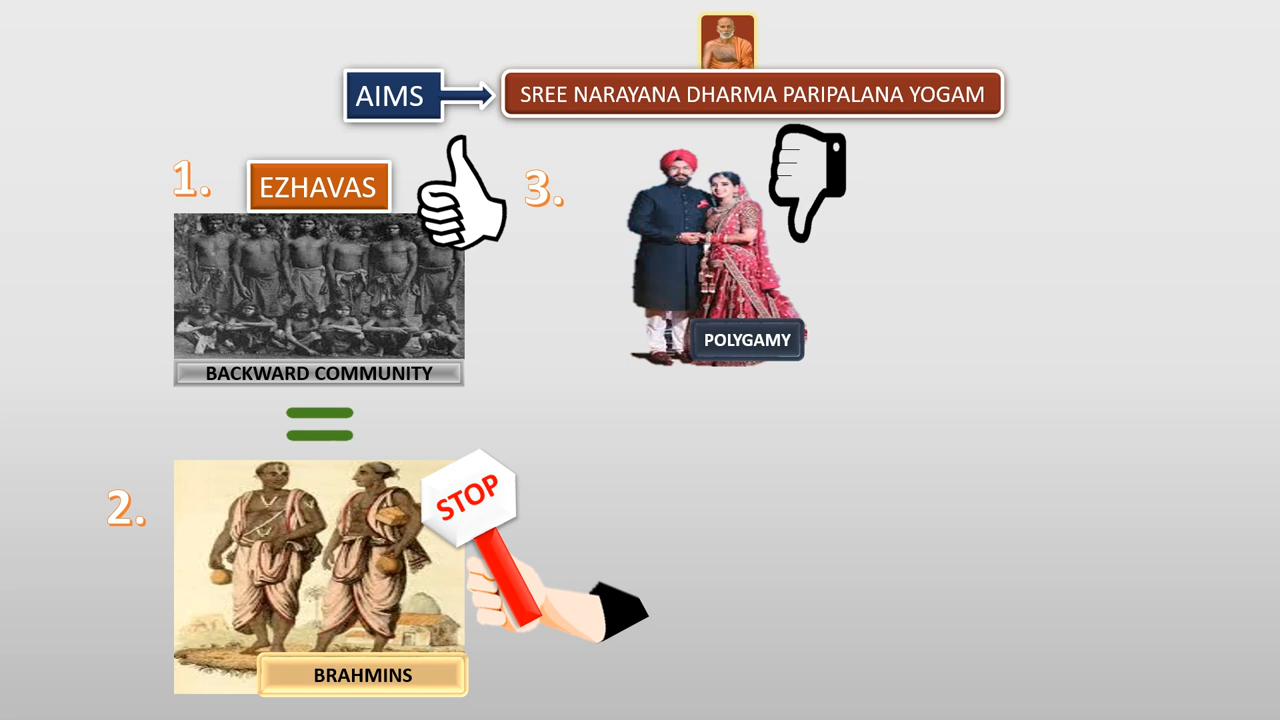 AIMS
SREE NARAYANA DHARMA PARIPALANA YOGAM
1.
EZHAVAS
BACKWARD COMMUNITY
2.
STOP
BRAHMINS
3.
POLYGAMY